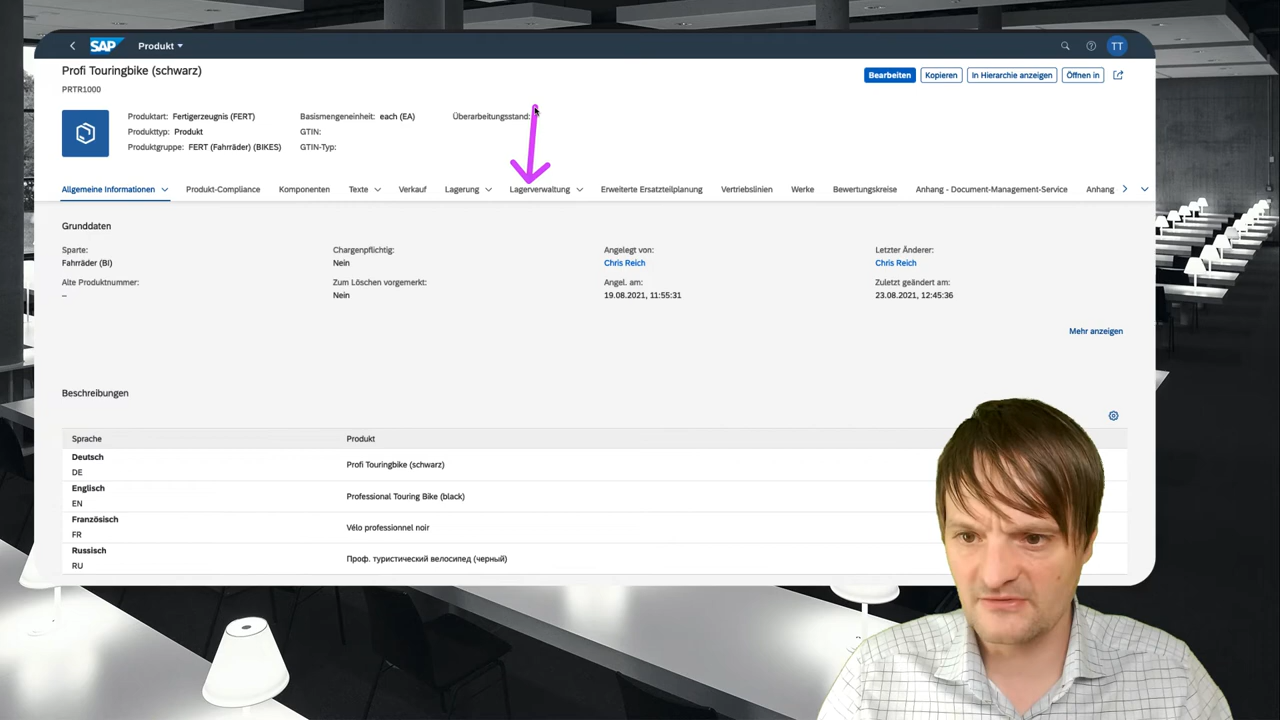 SAP Produkt TT
Profi Touringbike (schwarz)
PRTR1000
Bearbeiten Kopieren In Hierarchie anzeigen Öffnen in
Produktart: Fertigerzeugnis (FERT) Basismengeneinheit: each (EA) Überarbeitungsstand:
Produkttyp: Produkt GTIN:
Produktgruppe: FERT (Fahrräder) (BIKES) GTIN-Typ:
Allgemeine Informationen Produkt-Compliance Komponenten Texte Verkauf Lagerung Lagerverwaltung Erweiterte Ersatzteilplanung Vertriebslinien Werke Bewertungskreise Anhang - Document-Management-Service Anhang
Grunddaten
Sparte: Chargenpflichtig: Angelegt von: Letzter Änderer:
Fahrräder (BI) Nein Chris Reich Chris Reich
Alte Produktnummer: Zum Löschen vorgemerkt: Angel. am: Zuletzt geändert am:
– Nein 19.08.2021, 11:55:31 23.08.2021, 12:45:36
Mehr anzeigen
Beschreibungen
Sprache Produkt
Deutsch
DE
Profi Touringbike (schwarz)
Englisch
EN
Professional Touring Bike (black)
Französisch
FR
Vélo professionnel noir
Russisch
RU
Проф. туристический велосипед (черный)